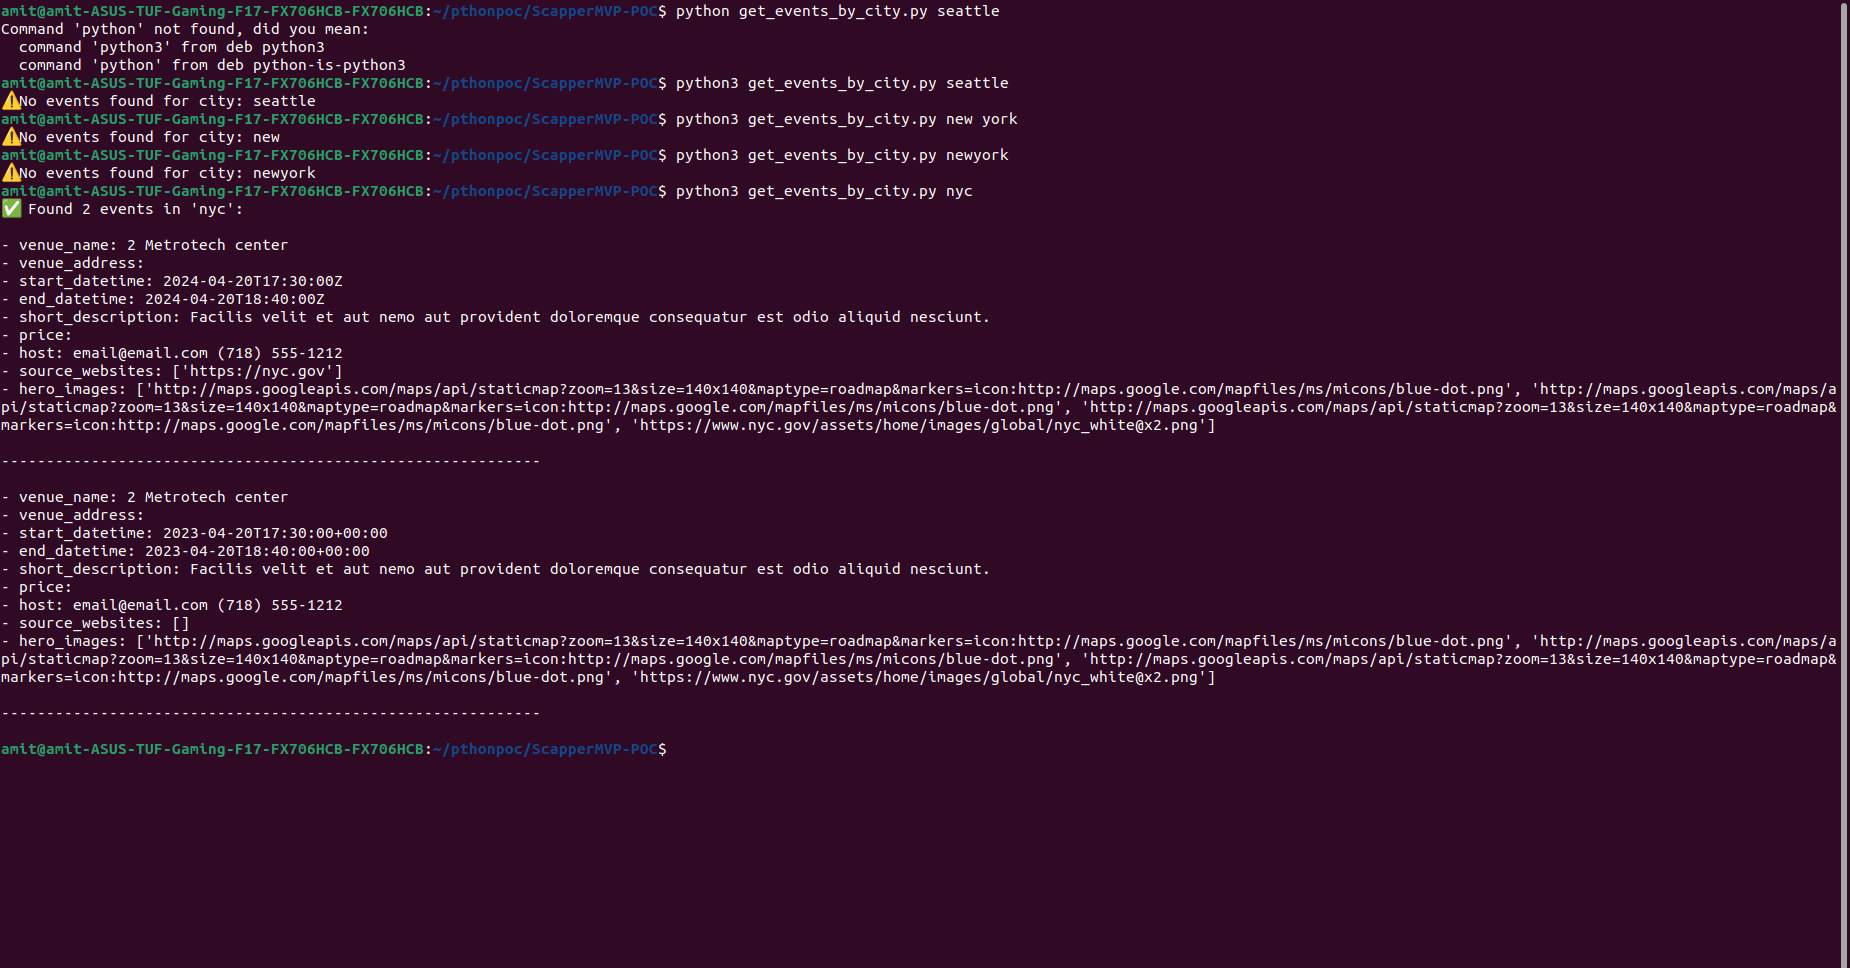 amit@amit-ASUS-TUF-Gaming-F17-FX706HCB-FX706HCB:~/pthonpoc/ScapperMVP-POC$ python get_events_by_city.py seattle
Command 'python' not found, did you mean:
  command 'python3' from deb python3
  command 'python' from deb python-is-python3
amit@amit-ASUS-TUF-Gaming-F17-FX706HCB-FX706HCB:~/pthonpoc/ScapperMVP-POC$ python3 get_events_by_city.py seattle
⚠️No events found for city: seattle
amit@amit-ASUS-TUF-Gaming-F17-FX706HCB-FX706HCB:~/pthonpoc/ScapperMVP-POC$ python3 get_events_by_city.py new york
⚠️No events found for city: new
amit@amit-ASUS-TUF-Gaming-F17-FX706HCB-FX706HCB:~/pthonpoc/ScapperMVP-POC$ python3 get_events_by_city.py newyork
⚠️No events found for city: newyork
amit@amit-ASUS-TUF-Gaming-F17-FX706HCB-FX706HCB:~/pthonpoc/ScapperMVP-POC$ python3 get_events_by_city.py nyc
✅ Found 2 events in 'nyc':
- venue_name: 2 Metrotech center
- venue_address:
- start_datetime: 2024-04-20T17:30:00Z
- end_datetime: 2024-04-20T18:40:00Z
- short_description: Facilis velit et aut nemo aut provident doloremque consequatur est odio aliquid nesciunt.
- price:
- host: email@email.com (718) 555-1212
- source_websites: ['https://nyc.gov']
- hero_images: ['http://maps.googleapis.com/maps/api/staticmap?zoom=13&size=140x140&maptype=roadmap&markers=icon:http://maps.google.com/mapfiles/ms/micons/blue-dot.png', 'http://maps.googleapis.com/maps/a
pi/staticmap?zoom=13&size=140x140&maptype=roadmap&markers=icon:http://maps.google.com/mapfiles/ms/micons/blue-dot.png', 'http://maps.googleapis.com/maps/api/staticmap?zoom=13&size=140x140&maptype=roadmap&
markers=icon:http://maps.google.com/mapfiles/ms/micons/blue-dot.png', 'https://www.nyc.gov/assets/home/images/global/nyc_white@x2.png']
------------------------------------------------------------
- venue_name: 2 Metrotech center
- venue_address:
- start_datetime: 2023-04-20T17:30:00+00:00
- end_datetime: 2023-04-20T18:40:00+00:00
- short_description: Facilis velit et aut nemo aut provident doloremque consequatur est odio aliquid nesciunt.
- price:
- host: email@email.com (718) 555-1212
- source_websites: []
- hero_images: ['http://maps.googleapis.com/maps/api/staticmap?zoom=13&size=140x140&maptype=roadmap&markers=icon:http://maps.google.com/mapfiles/ms/micons/blue-dot.png', 'http://maps.googleapis.com/maps/a
pi/staticmap?zoom=13&size=140x140&maptype=roadmap&markers=icon:http://maps.google.com/mapfiles/ms/micons/blue-dot.png', 'http://maps.googleapis.com/maps/api/staticmap?zoom=13&size=140x140&maptype=roadmap&
markers=icon:http://maps.google.com/mapfiles/ms/micons/blue-dot.png', 'https://www.nyc.gov/assets/home/images/global/nyc_white@x2.png']
------------------------------------------------------------
amit@amit-ASUS-TUF-Gaming-F17-FX706HCB-FX706HCB:~/pthonpoc/ScapperMVP-POC$